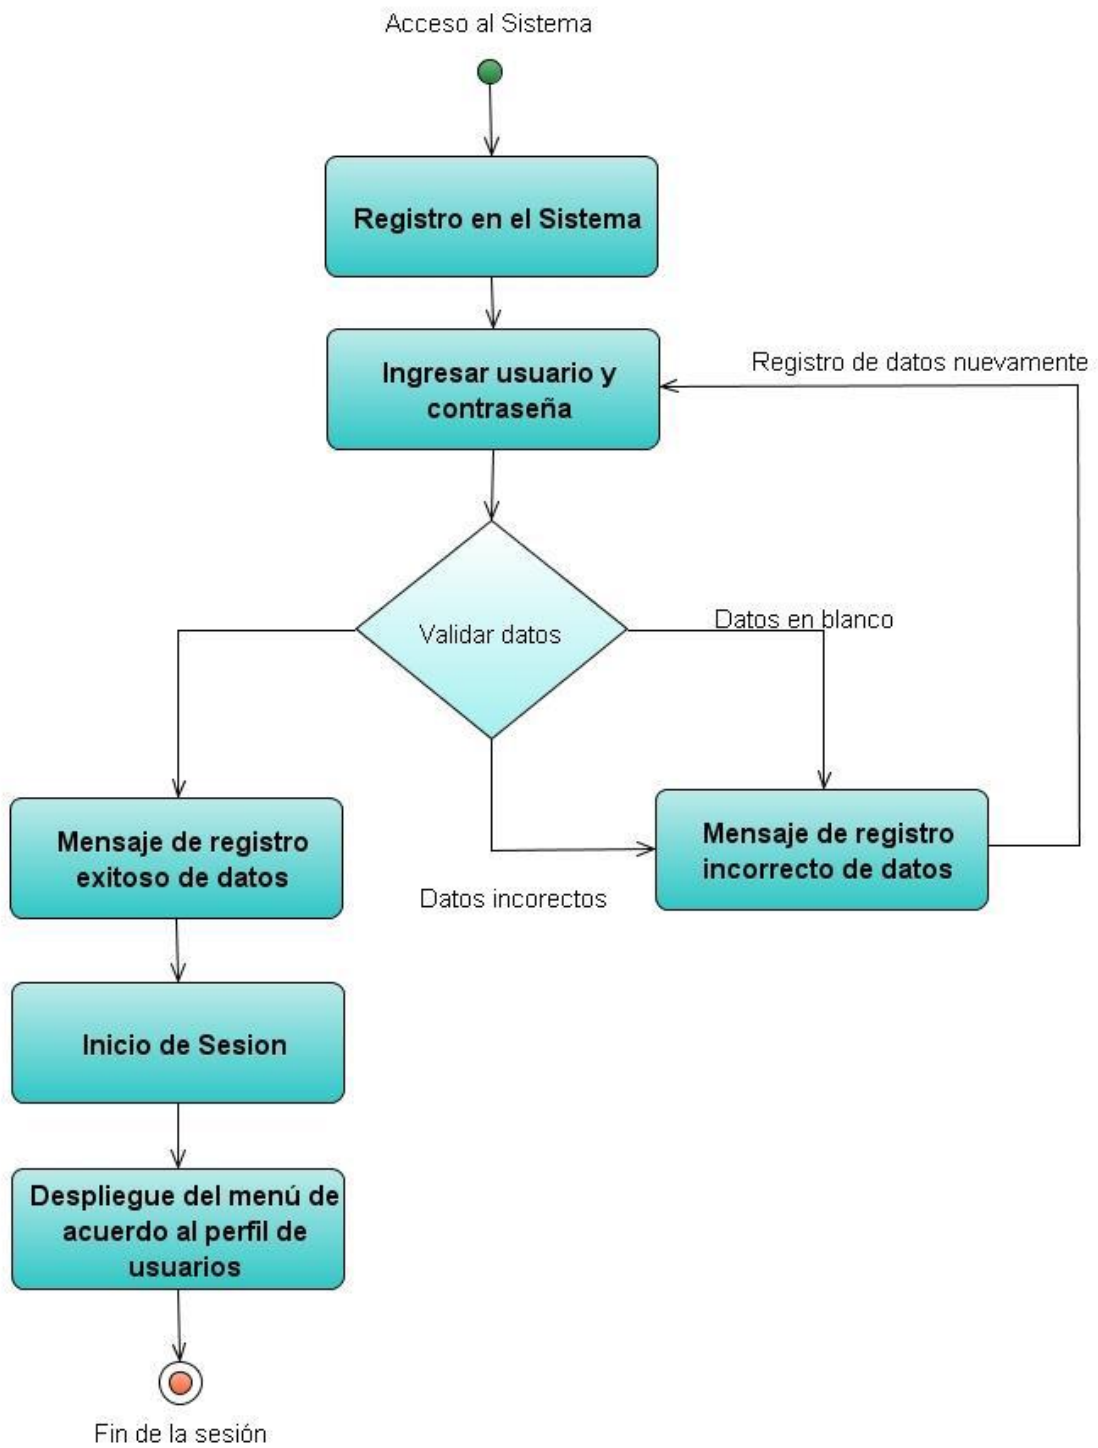 Acceso al Sistema
Registro en el Sistema
Ingresar usuario y
contraseña
Registro de datos nuevamente
Validar datos
Datos en blanco
Mensaje de registro
exitoso de datos
Mensaje de registro
incorrecto de datos
Datos incorectos
Inicio de Sesion
Despliegue del menú de
acuerdo al perfil de
usuarios
Fin de la sesión